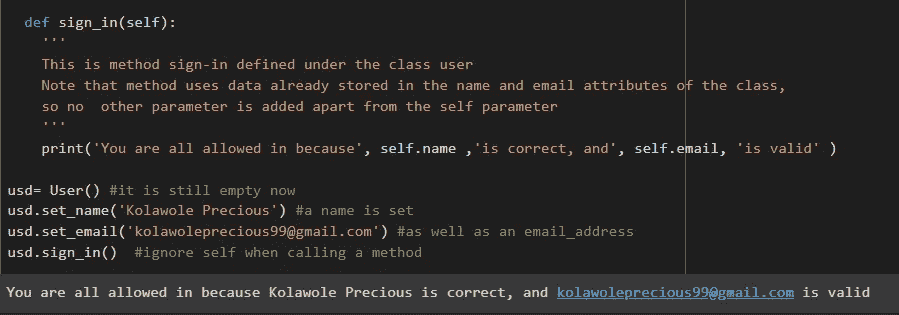 def sign_in(self):
'''
This is method sign-in defined under the class user
Note that method uses data already stored in the name and email attributes of the class,
so no  other parameter is added apart from the self parameter
'''
print('You are all allowed in because', self.name ,'is correct, and', self.email, 'is valid' )
usd= User() #it is still empty now
usd.set_name('Kolawole Precious') #a name is set
usd.set_email('kolawoleprecious99@gmail.com') #as well as an email_address
usd.sign_in()  #ignore self when calling a method
You are all allowed in because Kolawole Precious is correct, and kolawoleprecious99@gmail.com is valid